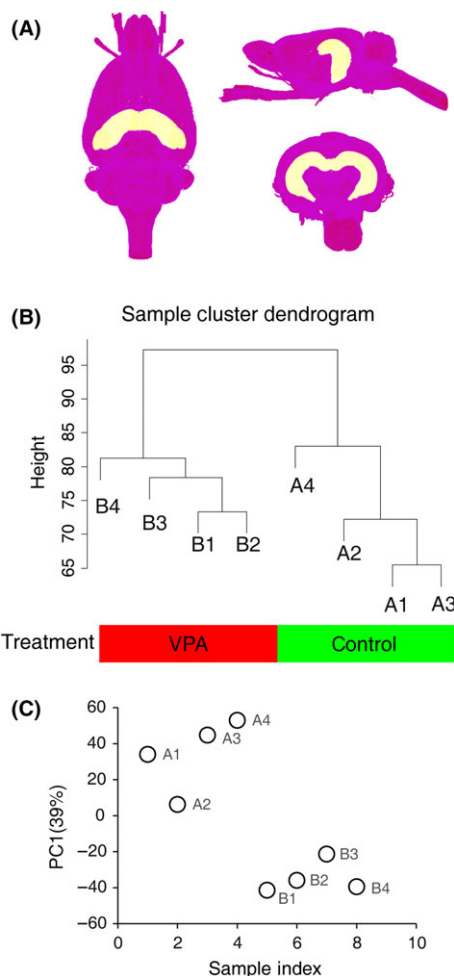 (A)
(B)
Sample cluster dendrogram
Height
95
90
85
80
75
70
65
B4
B3
B1
B2
A4
A2
A1
A3
Treatment
VPA
Control
(C)
PC1(39%)
60
40
20
0
−20
−40
−60
A1
A2
A3
A4
B1
B2
B3
B4
0
2
4
6
8
10
Sample index